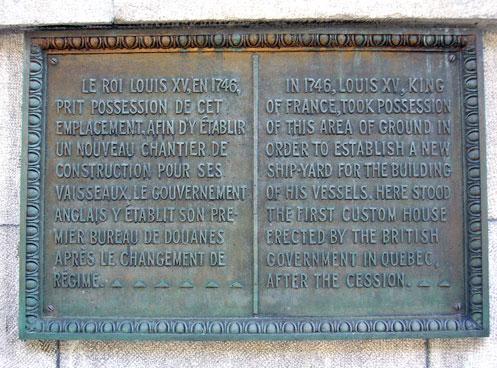 LE ROI LOUIS XV, EN 1746,
PRIT POSSESSION DE CET
EMPLACEMENT, AFIN D'Y ÉTABLIR
UN NOUVEAU CHANTIER DE
CONSTRUCTION POUR SES
VAISSEAUX. LE GOUVERNEMENT
ANGLAIS Y ÉTABLIT SON PRE-
MIER BUREAU DE DOUANES
APRÈS LE CHANGEMENT DE
RÉGIME.
IN 1746, LOUIS XV, KING
OF FRANCE, TOOK POSSESSION
OF THIS AREA OF GROUND IN
ORDER TO ESTABLISH A NEW
SHIP-YARD FOR THE BUILDING
OF HIS VESSELS. HERE STOOD
THE FIRST CUSTOM HOUSE
ERECTED BY THE BRITISH
GOVERNMENT IN QUEBEC,
AFTER THE CESSION.